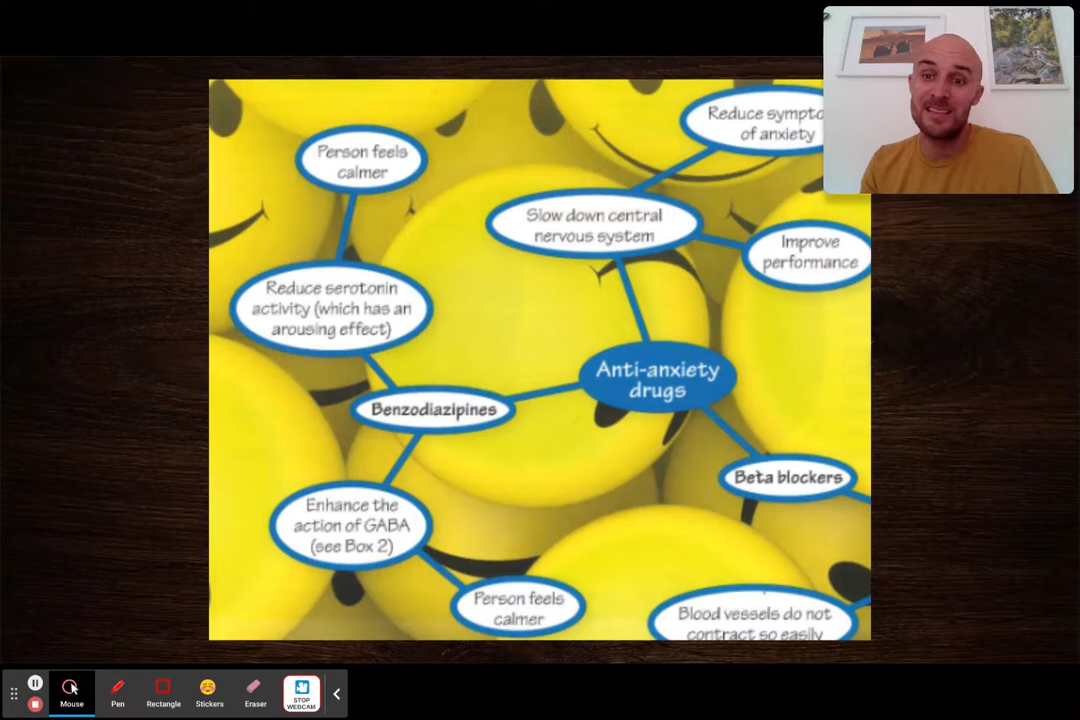 Reduce sympto
of anxiety
Person feels
calmer
Slow down central
nervous system
Improve
performance
Reduce serotonin
activity (which has an
arousing effect)
Anti-anxiety
drugs
Benzodiazipines
Beta blockers
Enhance the
action of GABA
(see Box 2)
Person feels
calmer
Blood vessels do not
contract so easily
Mouse
Pen
Rectangle
Stickers
Eraser
STOP
WEBCAM